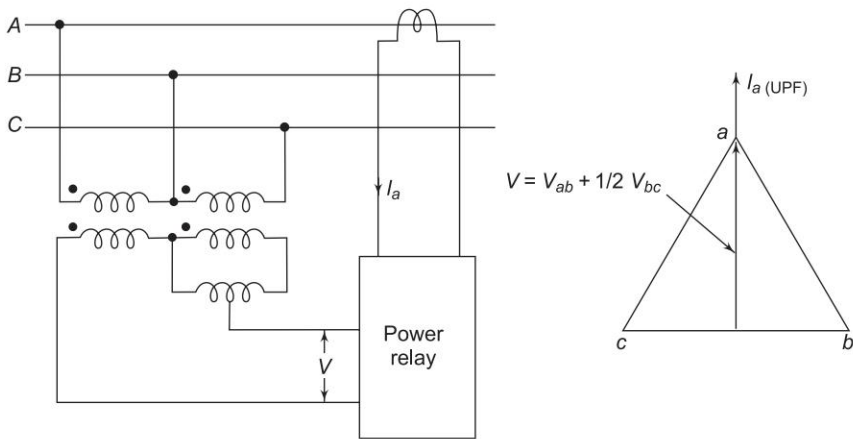 A
B
C
I_a
V
Power
relay
I_a (UPF)
a
V = V_ab + 1/2 V_bc
c
b